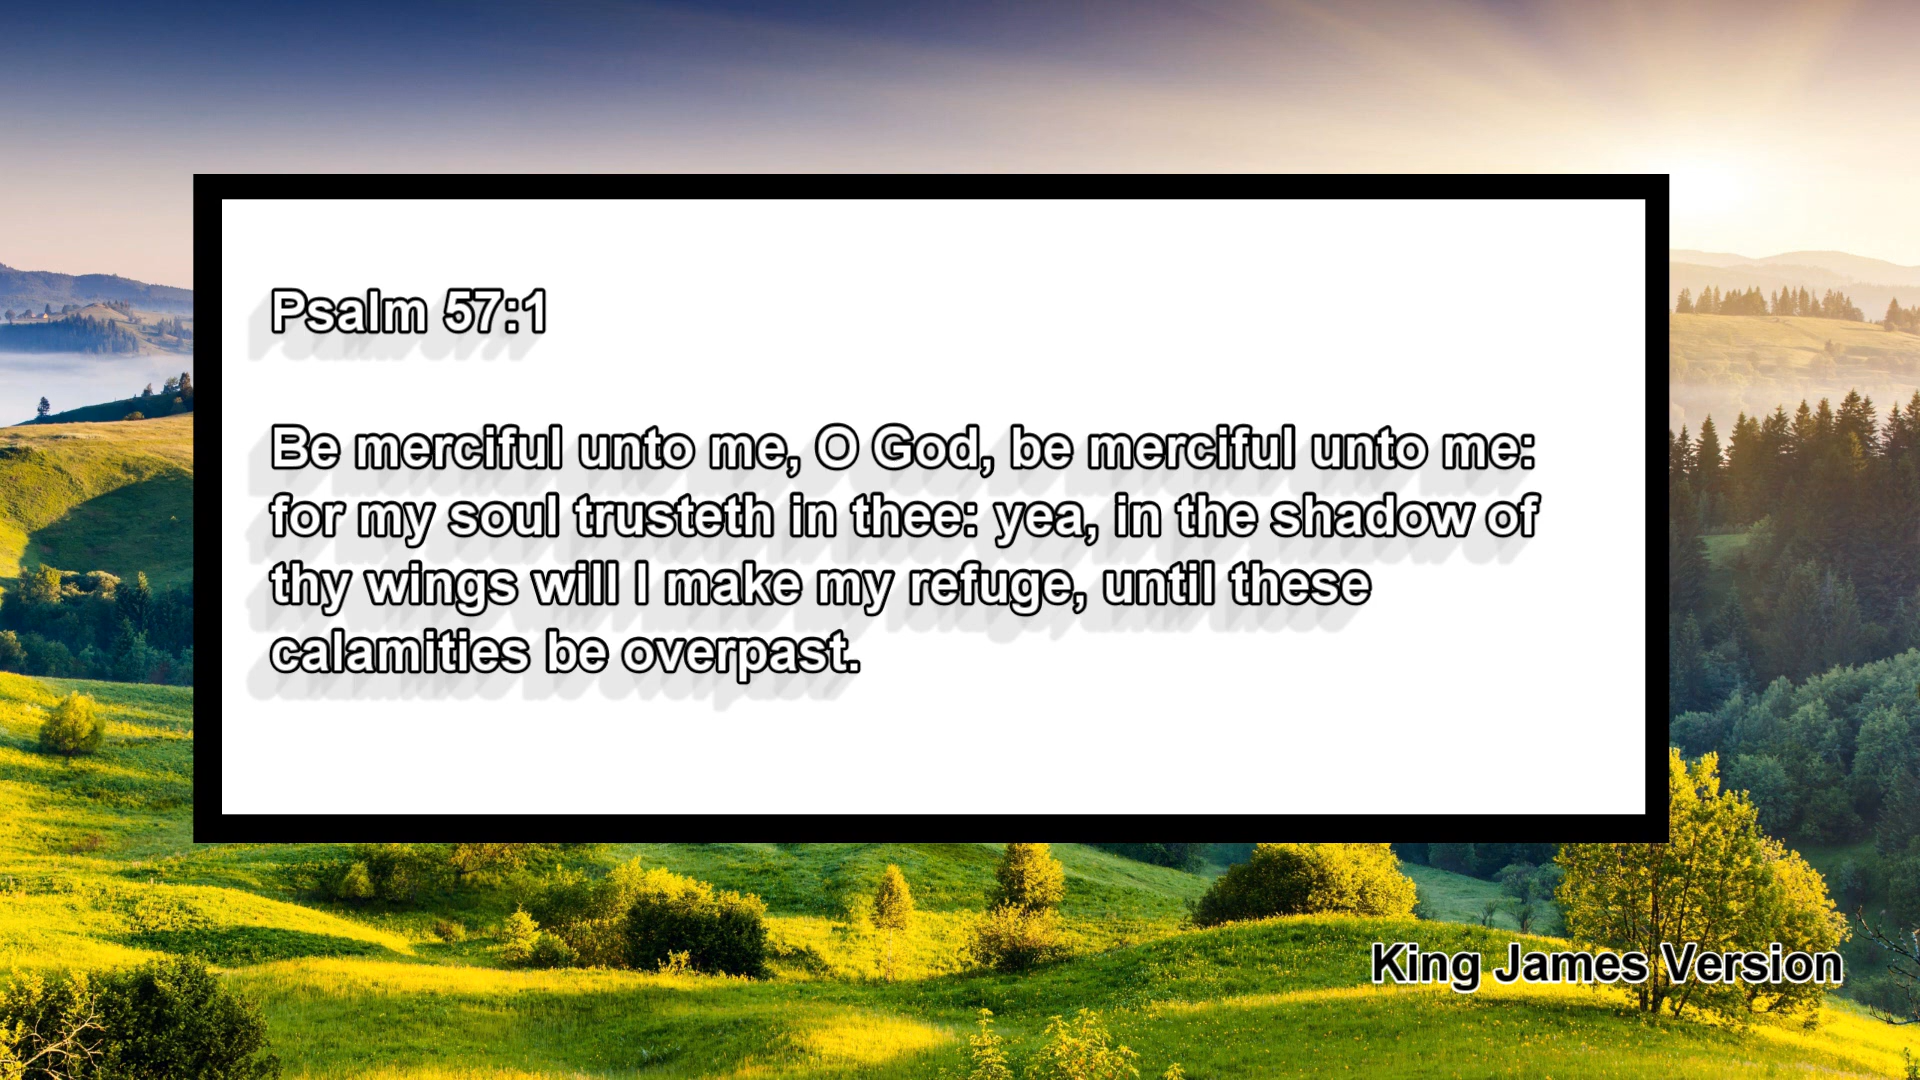 Psalm 57:1
Be merciful unto me, O God, be merciful unto me:
for my soul trusteth in thee: yea, in the shadow of
thy wings will I make my refuge, until these
calamities be overpast.
King James Version